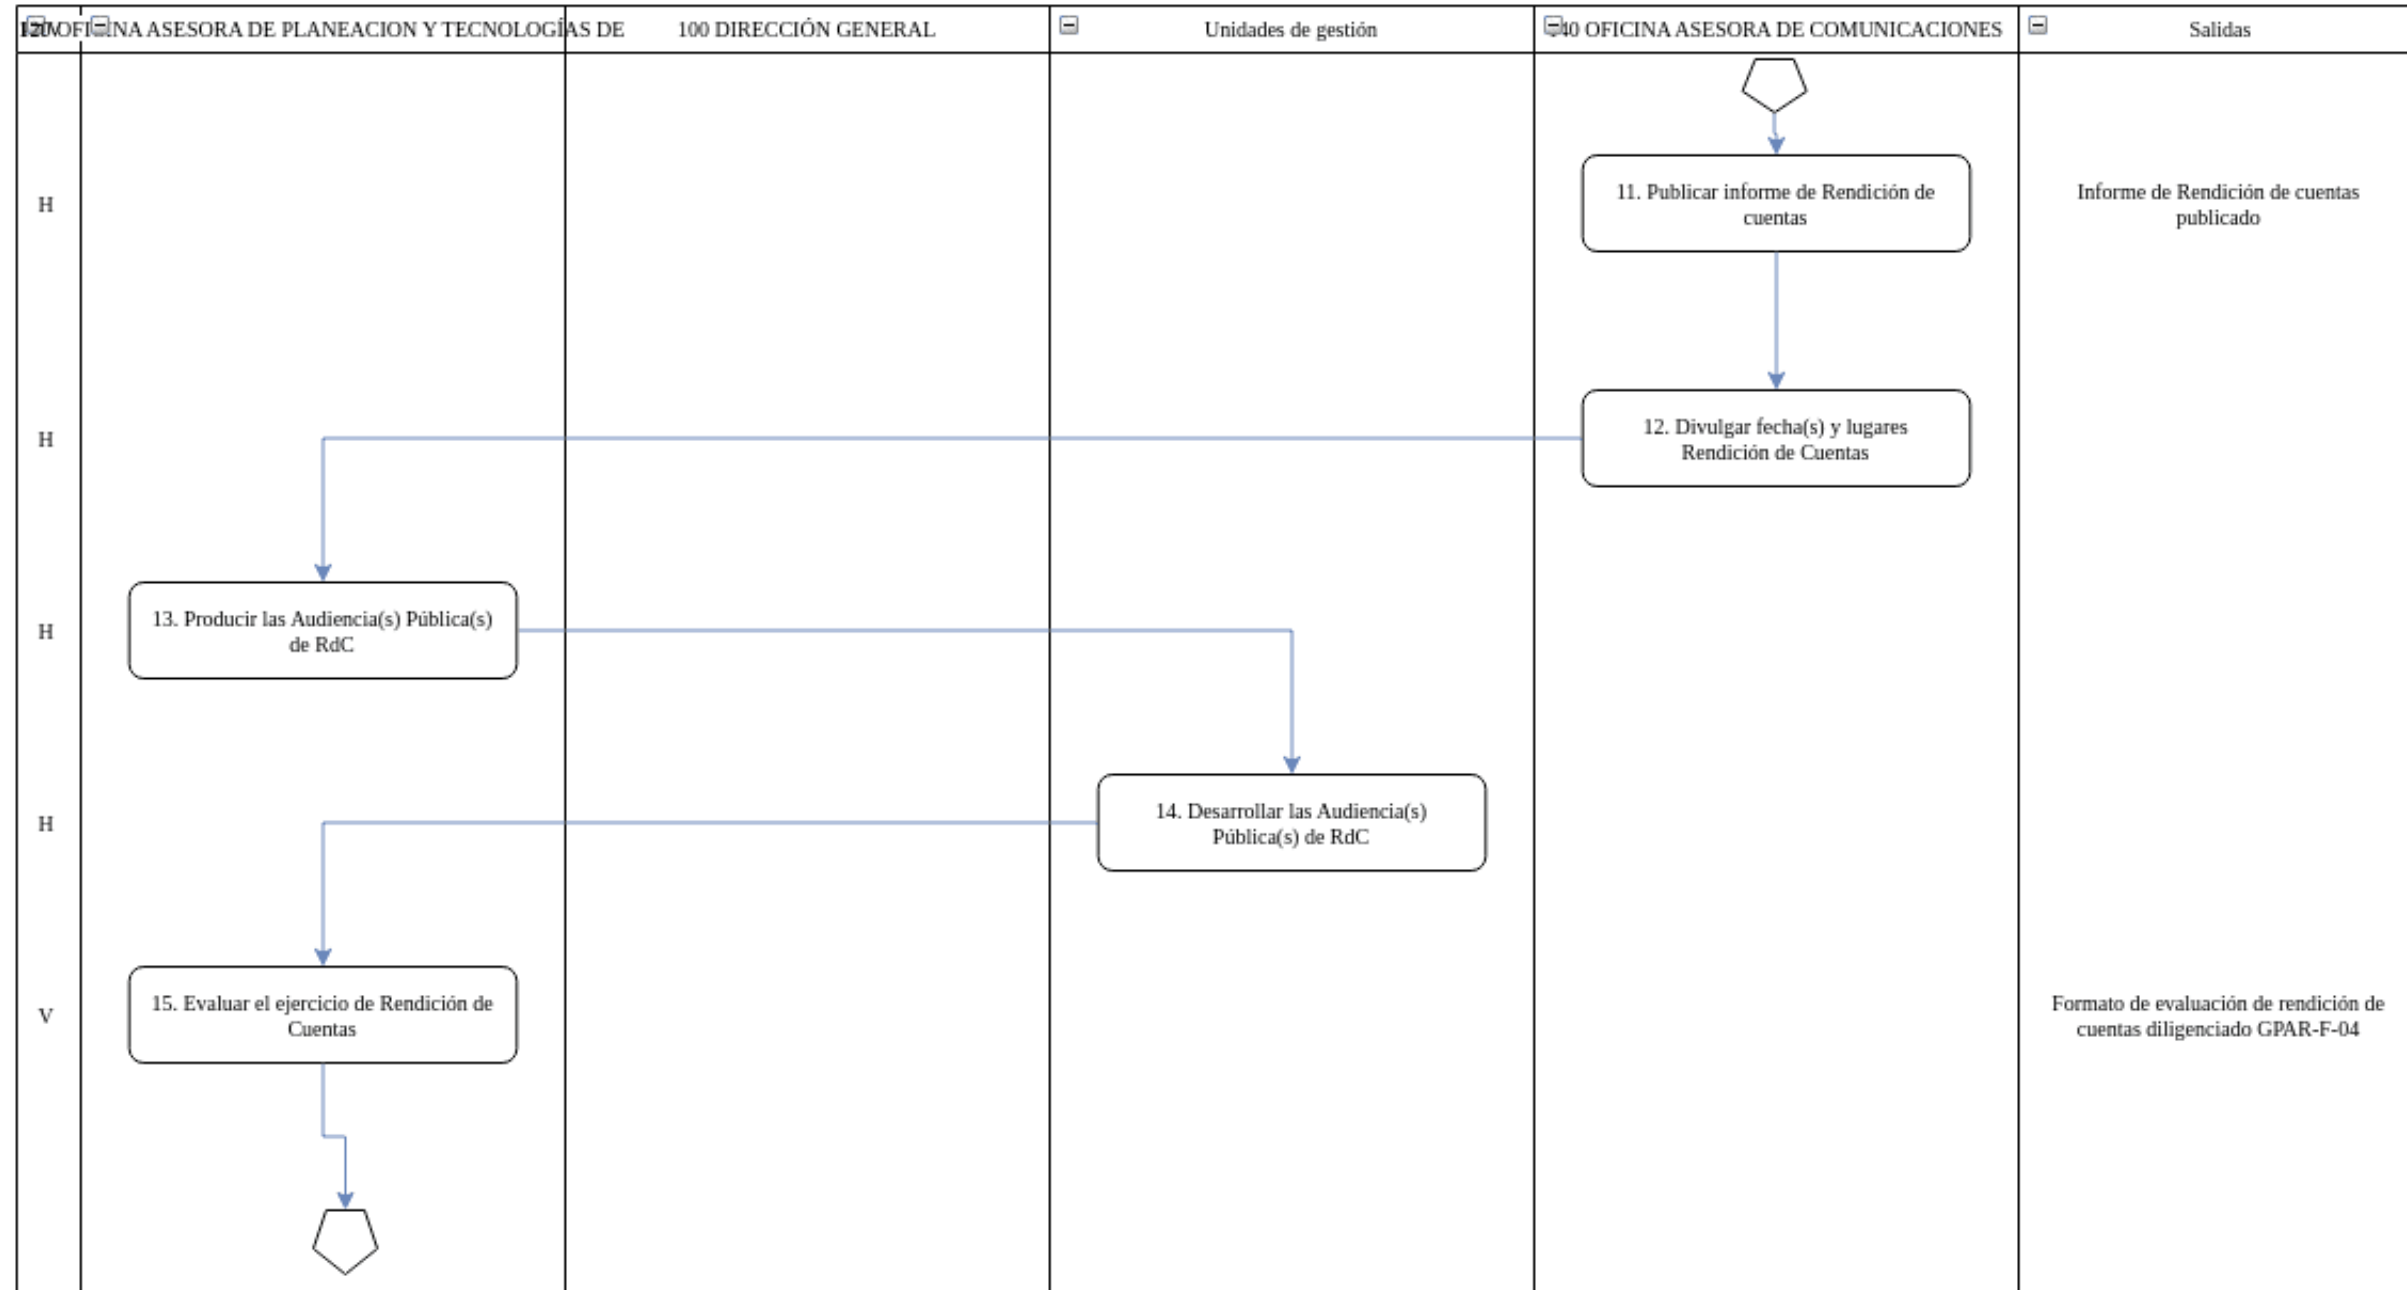 OFICINA ASESORA DE PLANEACION Y TECNOLOGÍAS DE
100 DIRECCIÓN GENERAL
Unidades de gestión
OFICINA ASESORA DE COMUNICACIONES
Salidas
H
11. Publicar informe de Rendición de
cuentas
Informe de Rendición de cuentas
publicado
H
12. Divulgar fecha(s) y lugares
Rendición de Cuentas
H
13. Producir las Audiencia(s) Pública(s)
de RdC
H
14. Desarrollar las Audiencia(s)
Pública(s) de RdC
V
15. Evaluar el ejercicio de Rendición de
Cuentas
Formato de evaluación de rendición de
cuentas diligenciado GPAR-F-04